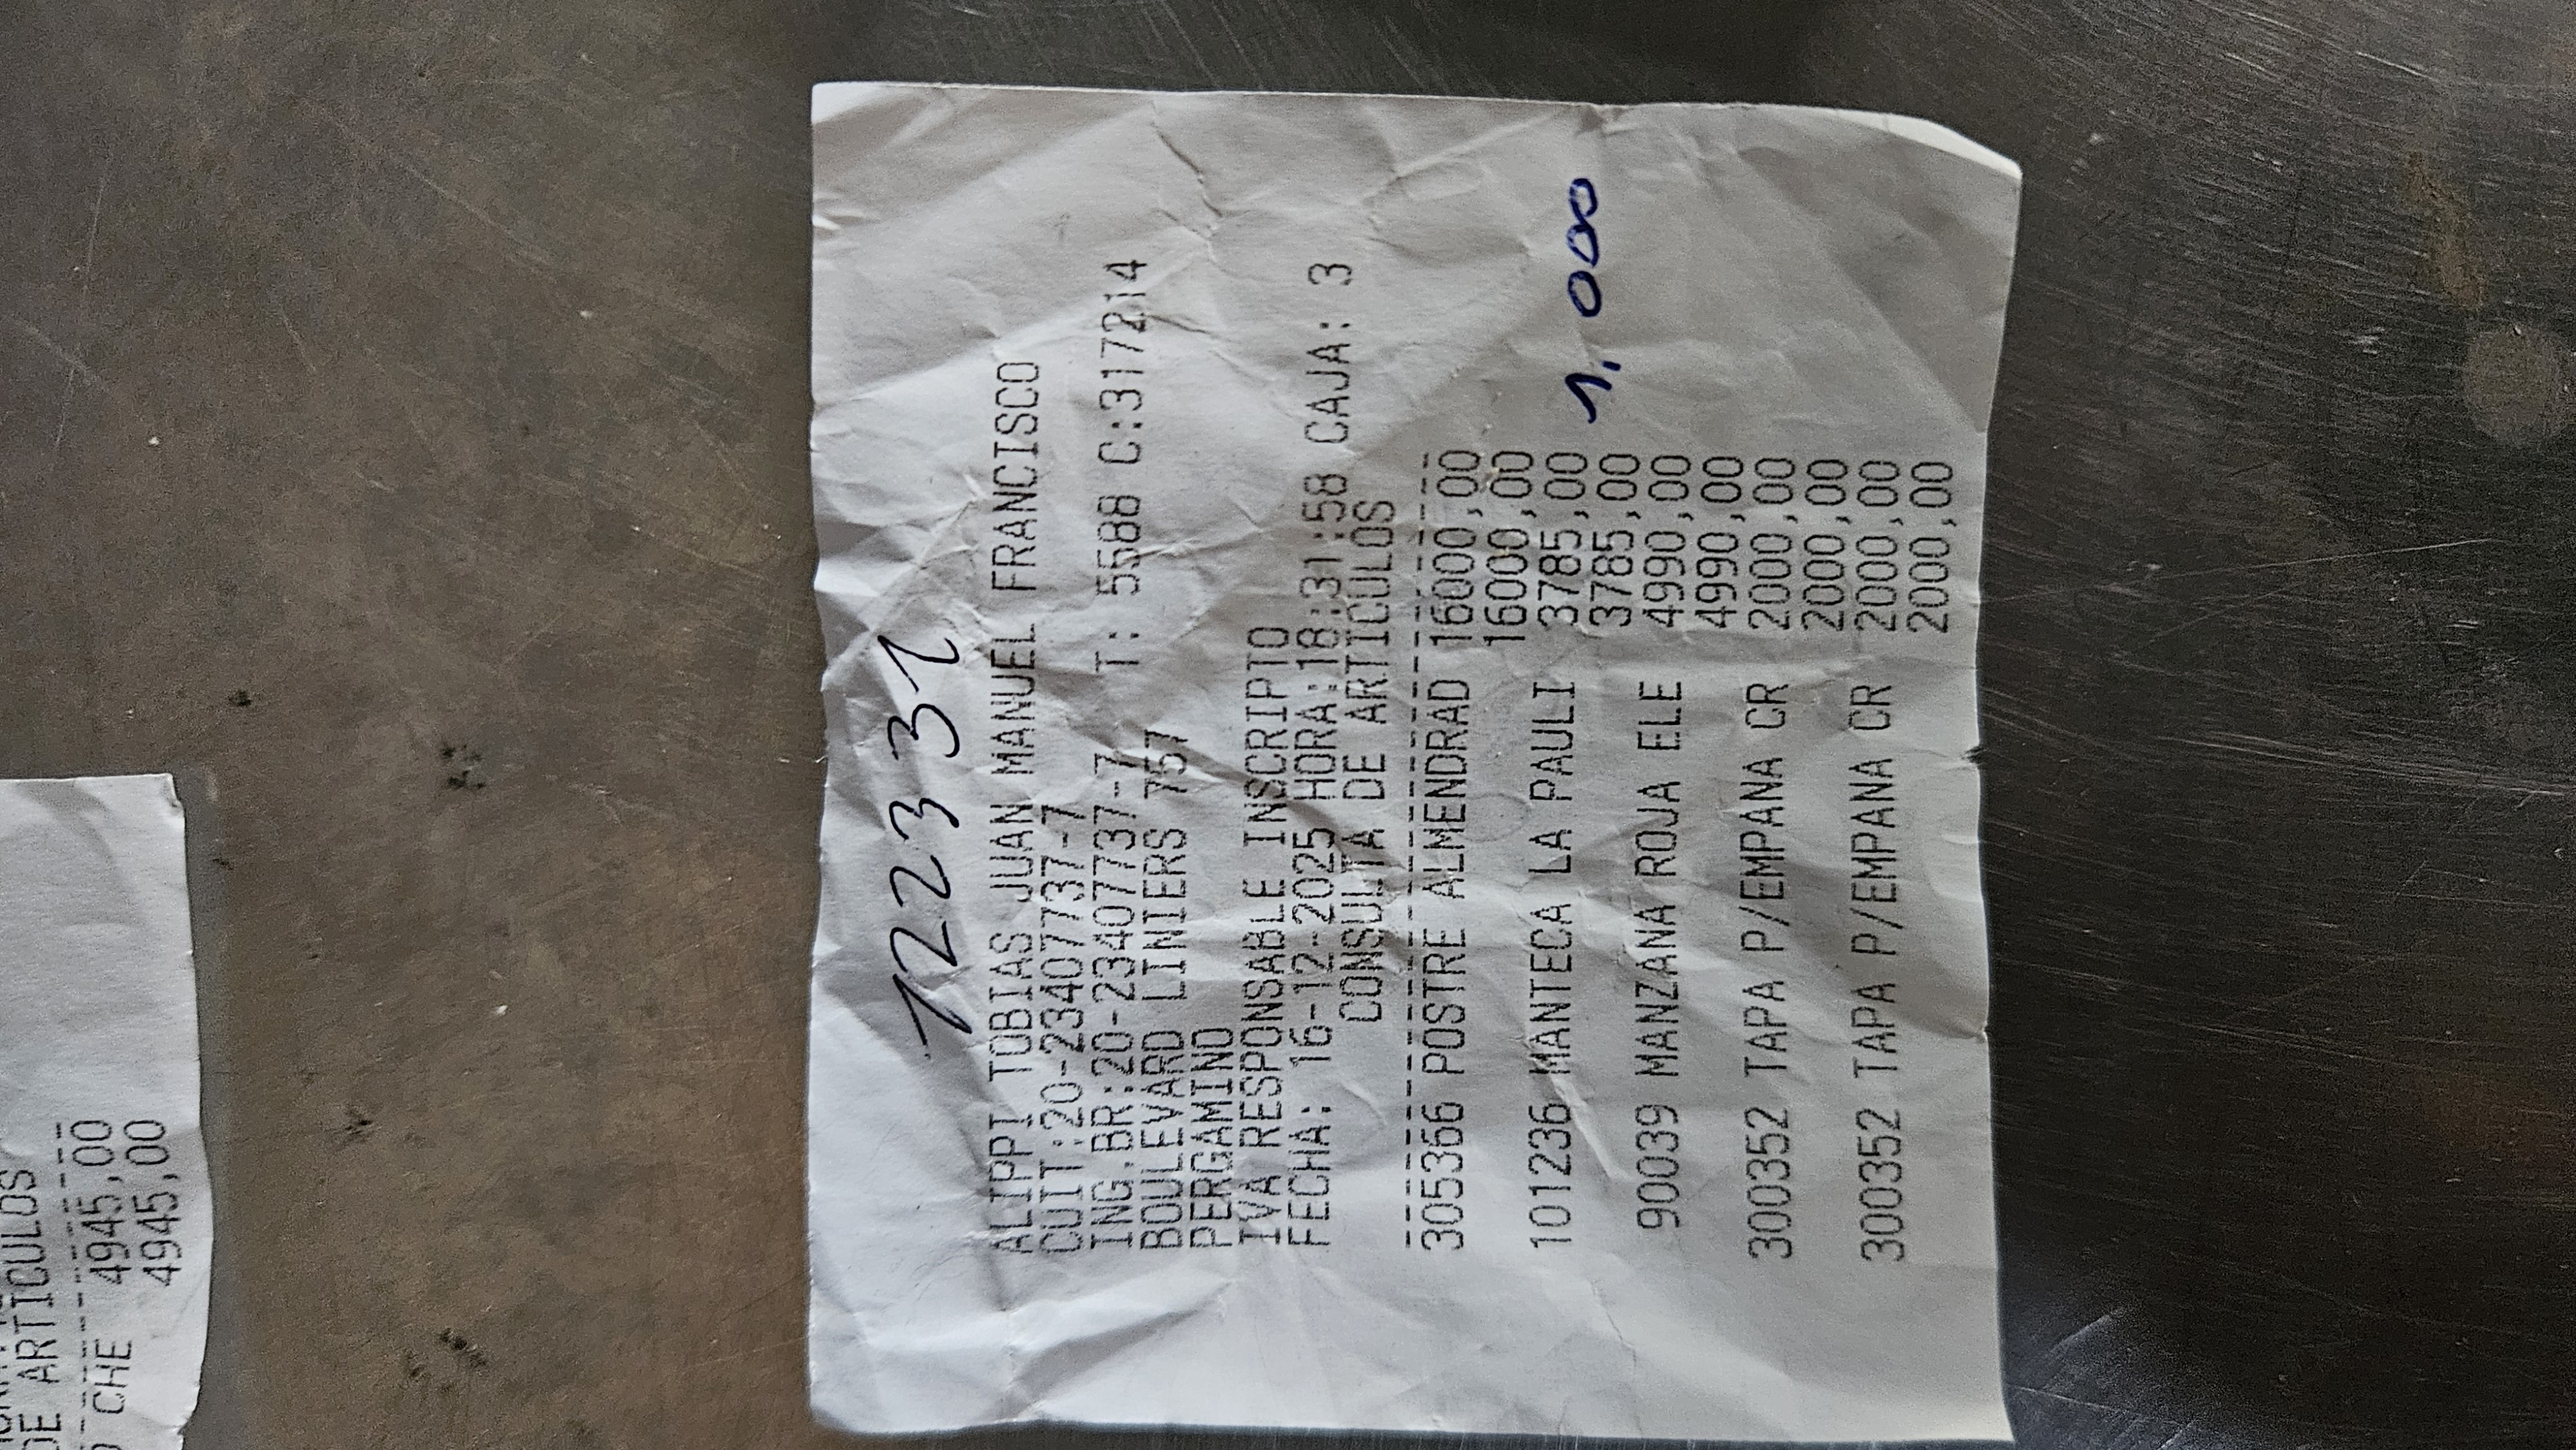 122331
ALIPPI TOBIAS JUAN MANUEL FRANCISCO
CUIT:20-23407737-7
ING.BR:20-23407737-7 T: 5588 C:317214
BOULEVARD LINIERS 757
PERGAMINO
IVA RESPONSABLE INSCRIPTO
FECHA: 16-12-2025 HORA:18:31:58 CAJA: 3
CONSULTA DE ARTICULOS
305366 POSTRE ALMENDRAD 16000,00
16000,00
101236 MANTECA LA PAULI 3785,00 1.000
3785,00
90039 MANZANA ROJA ELE 4990,00
4990,00
300352 TAPA P/EMPANA CR 2000,00
2000,00
300352 TAPA P/EMPANA CR 2000,00
2000,00
DE ARTICULOS
CHE 4945,00
4945,00